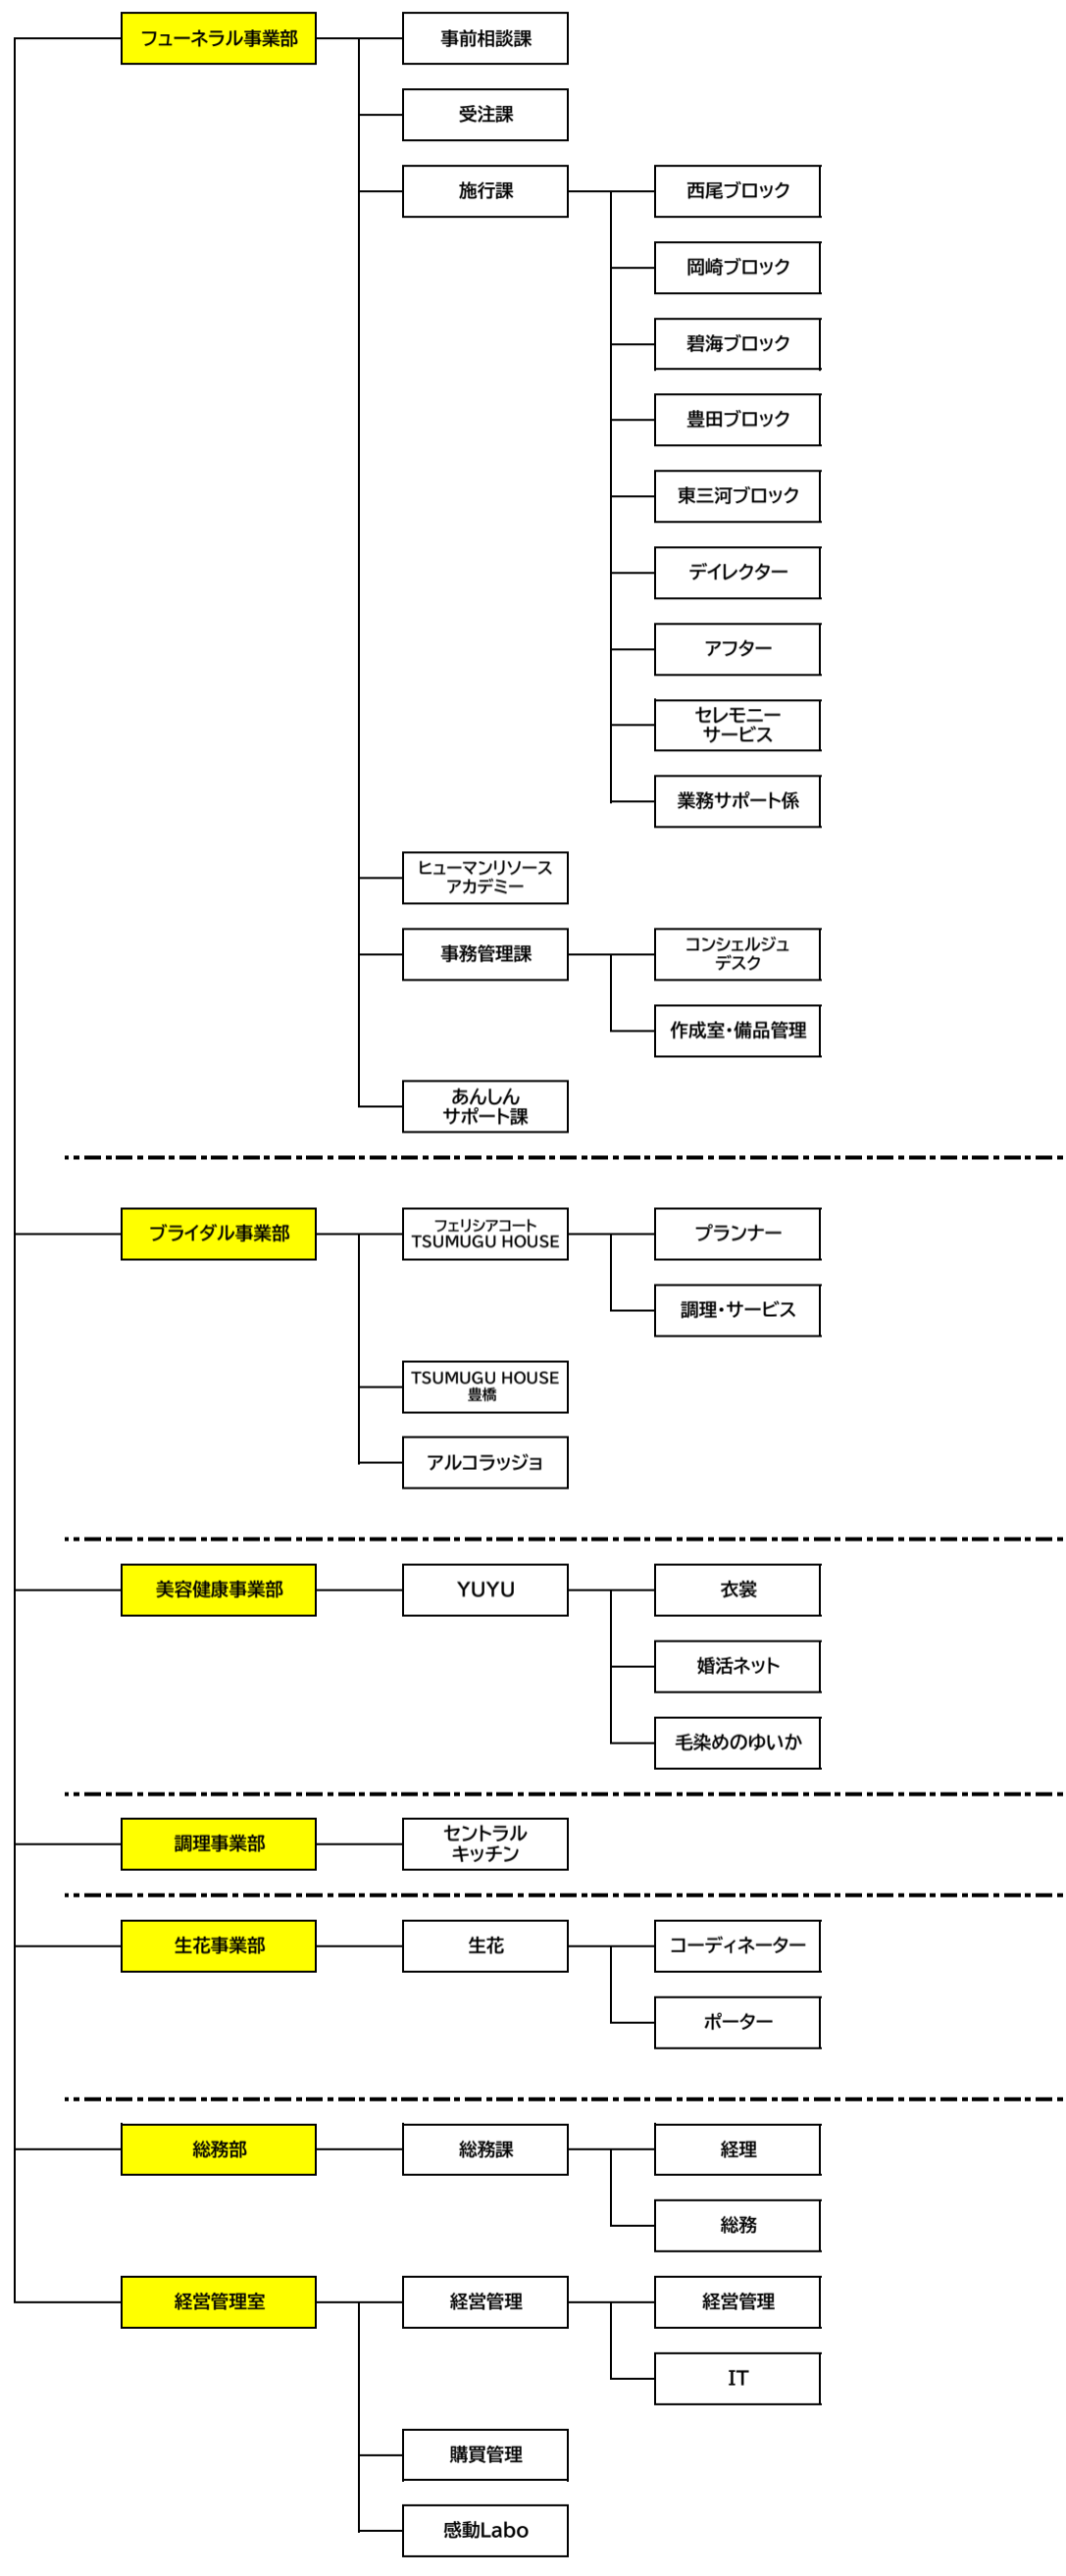 フューネラル事業部
事前相談課
受注課
施行課
西尾ブロック
岡崎ブロック
碧海ブロック
豊田ブロック
東三河ブロック
デイレクター
アフター
セレモニー
サービス
業務サポート係
ヒューマンリソース
アカデミー
事務管理課
コンシェルジュ
デスク
作成室・備品管理
あんしん
サポート課
ブライダル事業部
フェリシアコート
TSUMUGU HOUSE
プランナー
調理・サービス
TSUMUGU HOUSE
豊橋
アルコラッジョ
美容健康事業部
YUYU
衣裳
婚活ネット
毛染めのゆいか
調理事業部
セントラル
キッチン
生花事業部
生花
コーディネーター
ポーター
総務部
総務課
経理
総務
経営管理室
経営管理
経営管理
IT
購買管理
感動Labo